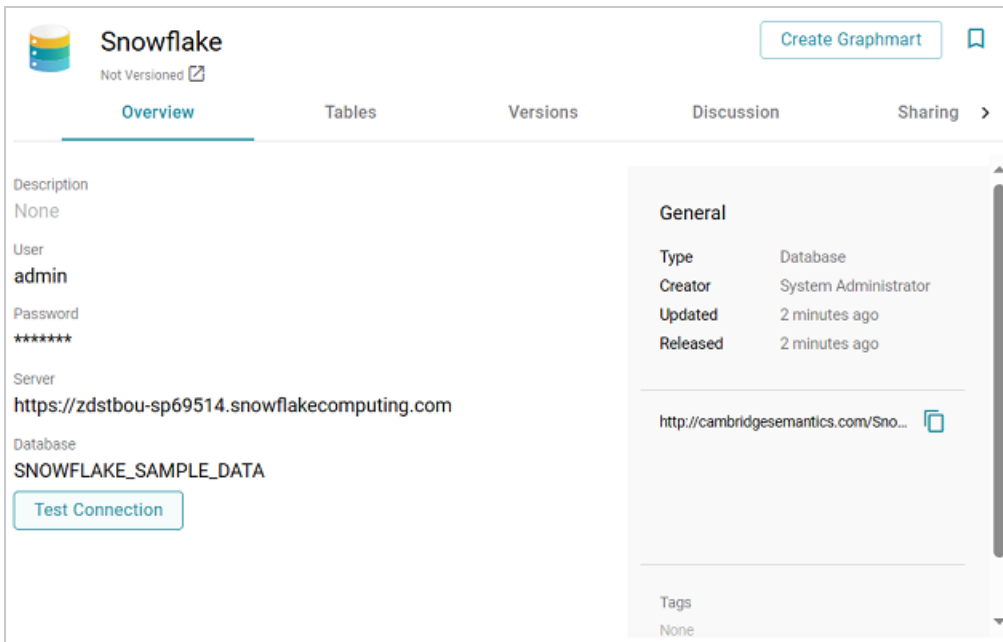 Snowflake
Create Graphmart
Not Versioned
Overview Tables Versions Discussion Sharing
Description
None
User
admin
Password
*******
Server
https://zdstbou-sp69514.snowflakecomputing.com
Database
SNOWFLAKE_SAMPLE_DATA
Test Connection
General
Type Database
Creator System Administrator
Updated 2 minutes ago
Released 2 minutes ago
http://cambridgesemantics.com/Sno...
Tags
None